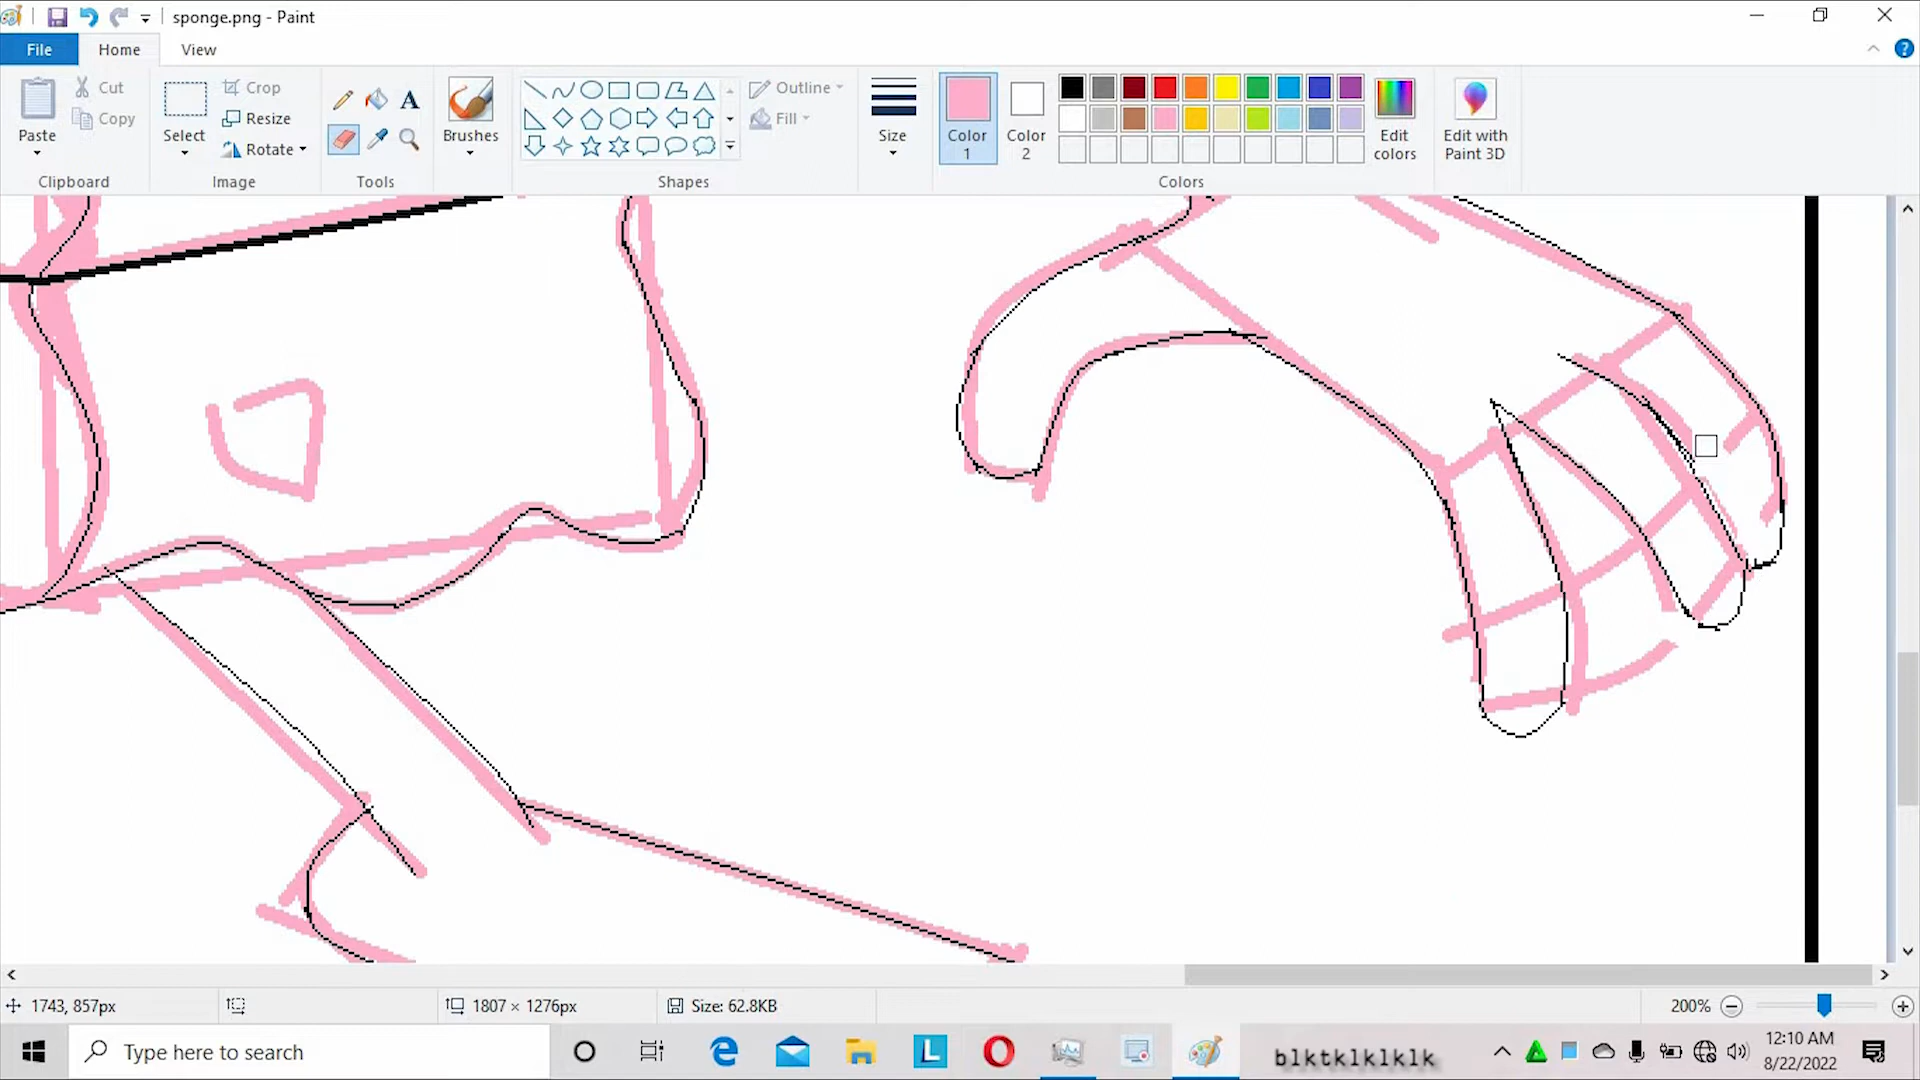 sponge.png - Paint
File Home View
Paste Cut Copy
Select Crop Resize Rotate
A
Brushes
Outline Fill
Size
Color 1 Color 2
Edit colors
Edit with Paint 3D
Clipboard Image Tools Shapes Colors
1743, 857px 1807 × 1276px Size: 62.8KB 200%
Type here to search
L
blktklklklk
12:10 AM
8/22/2022